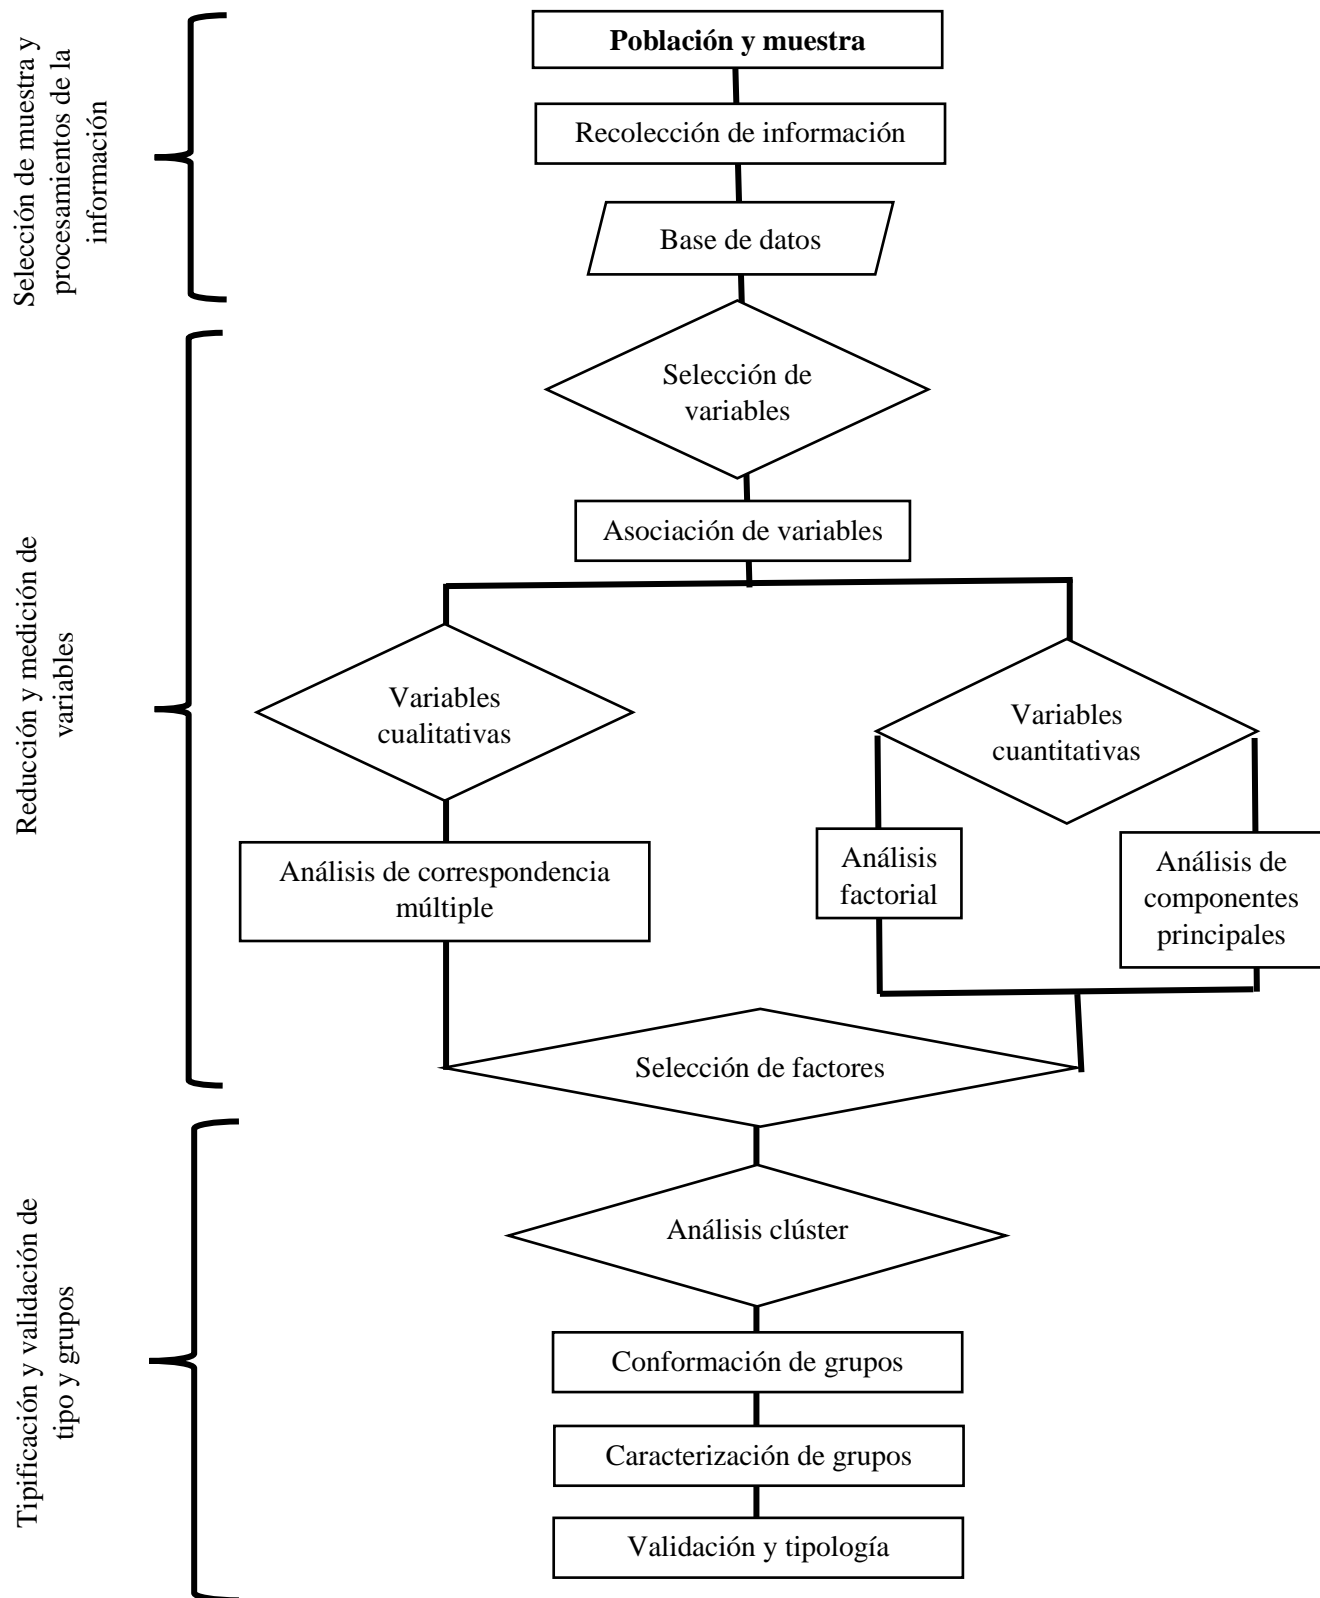 Selección de muestra y
procesamientos de la
información
Población y muestra
Recolección de información
Base de datos
Reducción y medición de
variables
Selección de
variables
Asociación de variables
Variables
cualitativas
Variables
cuantitativas
Análisis de correspondencia
múltiple
Análisis
factorial
Análisis de
componentes
principales
Selección de factores
Tipificación y validación de
tipo y grupos
Análisis clúster
Conformación de grupos
Caracterización de grupos
Validación y tipología